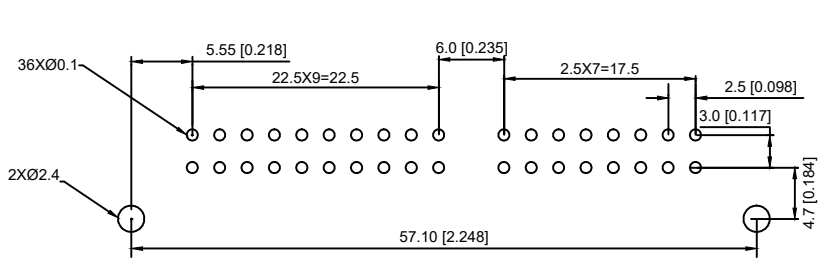 5.55 [0.218]
6.0 [0.235]
36XØ0.1
22.5X9=22.5
2.5X7=17.5
2.5 [0.098]
3.0 [0.117]
2XØ2.4
4.7 [0.184]
57.10 [2.248]